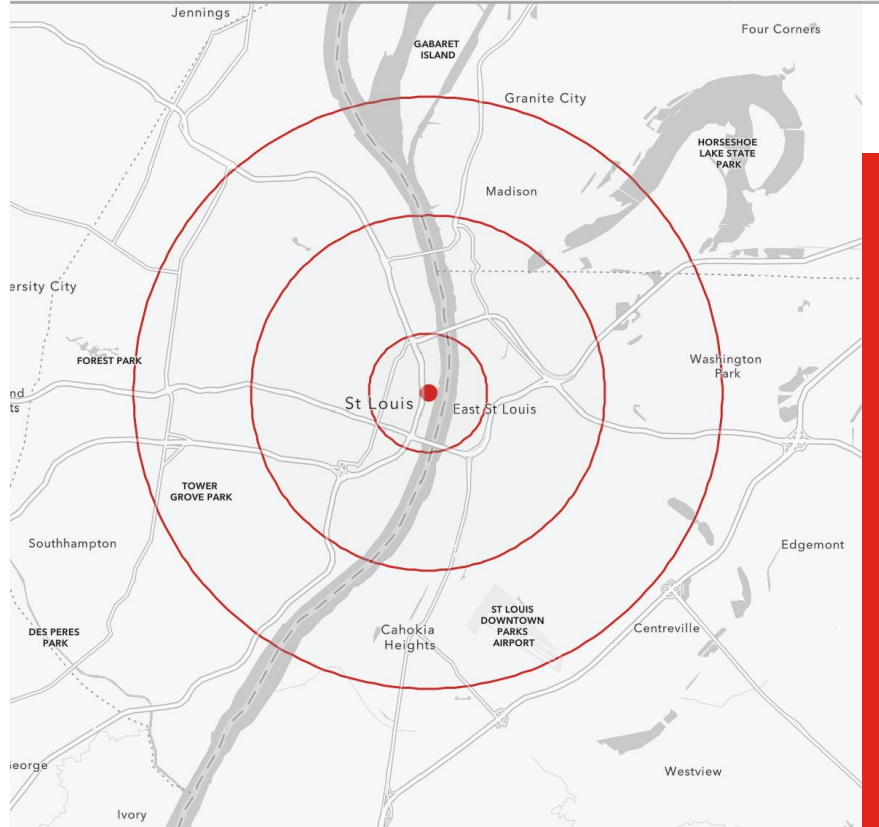 Jennings
Four Corners
GABARET
ISLAND
Granite City
HORSESHOE
LAKE STATE
PARK
Madison
ersity City
FOREST PARK
Washington
Park
nd
ts
St Louis
East St Louis
TOWER
GROVE PARK
Southhampton
Edgemont
ST LOUIS
DOWNTOWN
PARKS
AIRPORT
DES PERES
PARK
Cahokia
Heights
Centreville
eorge
Westview
Ivory